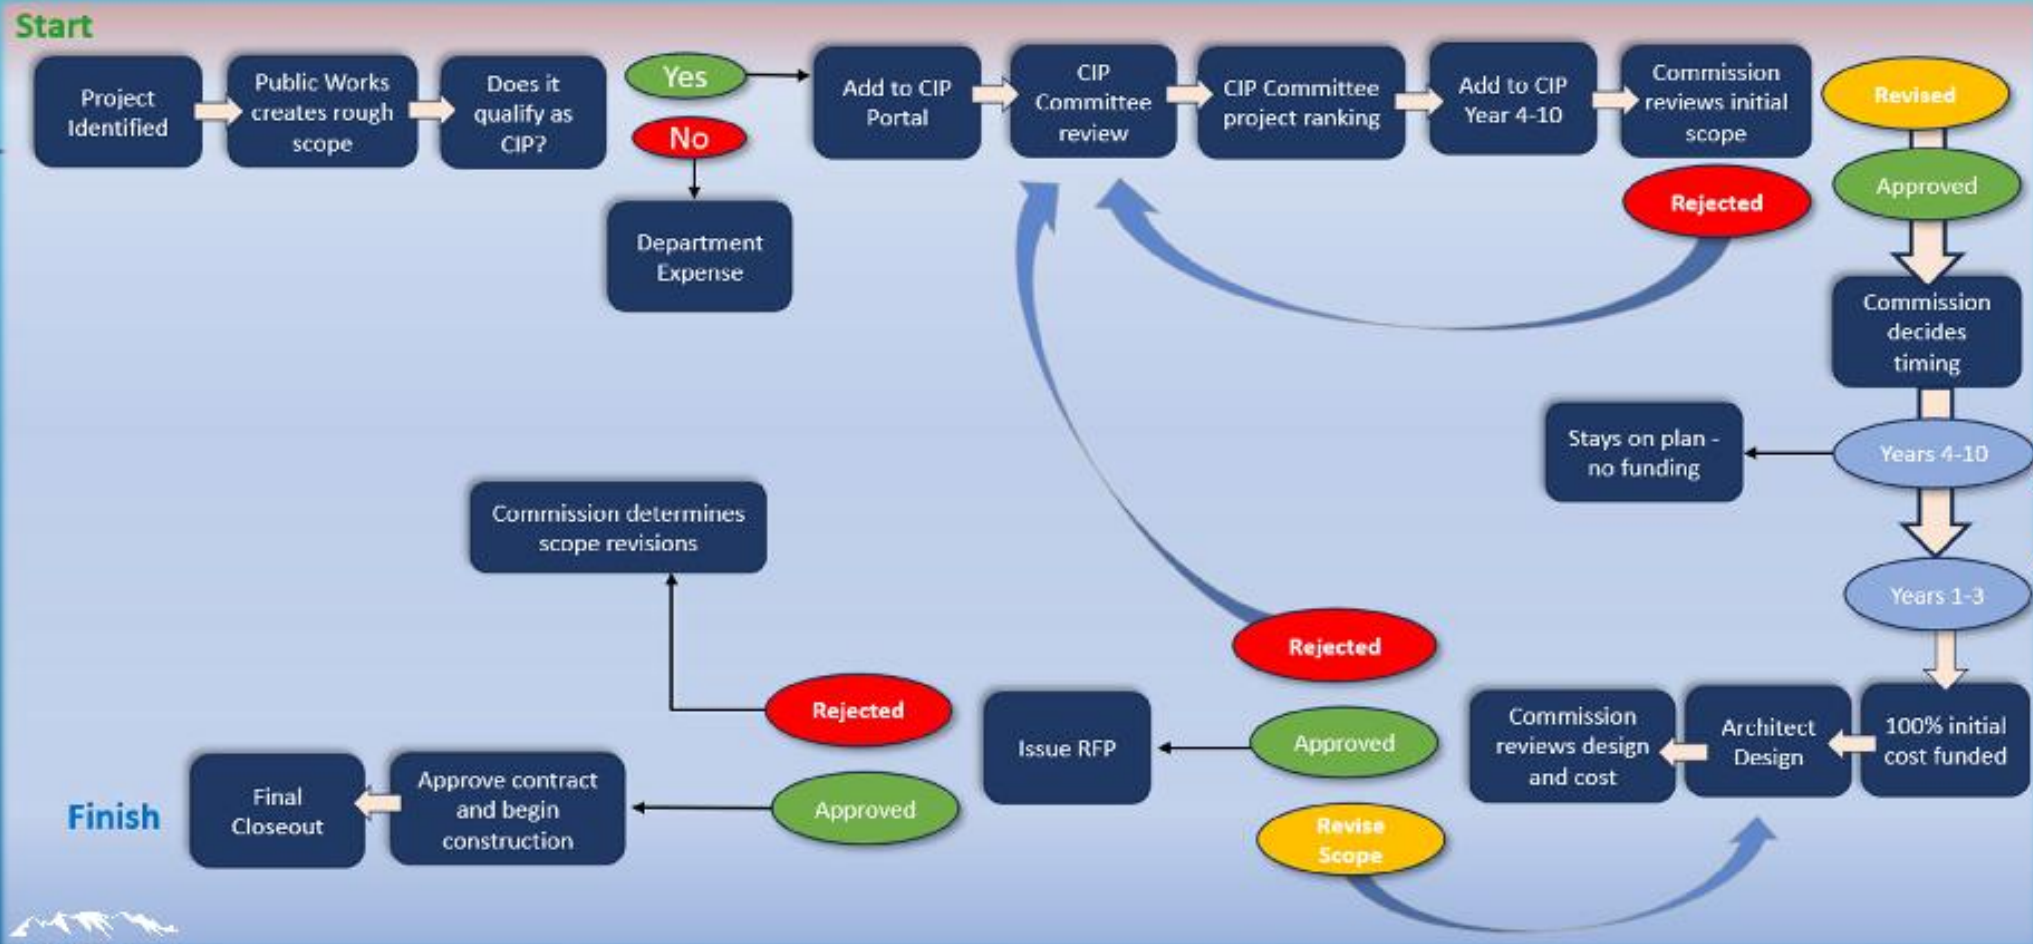 Start
Project
Identified
Public Works
creates rough
scope
Does it
qualify as
CIP?
Yes
No
Department
Expense
Add to CIP
Portal
CIP
Committee
review
CIP Committee
project ranking
Add to CIP
Year 4-10
Commission
reviews initial
scope
Rejected
Revised
Approved
Commission
decides
timing
Years 4-10
Stays on plan -
no funding
Years 1-3
100% initial
cost funded
Architect
Design
Commission
reviews design
and cost
Rejected
Approved
Revise
Scope
Issue RFP
Rejected
Commission determines
scope revisions
Approved
Approve contract
and begin
construction
Final
Closeout
Finish